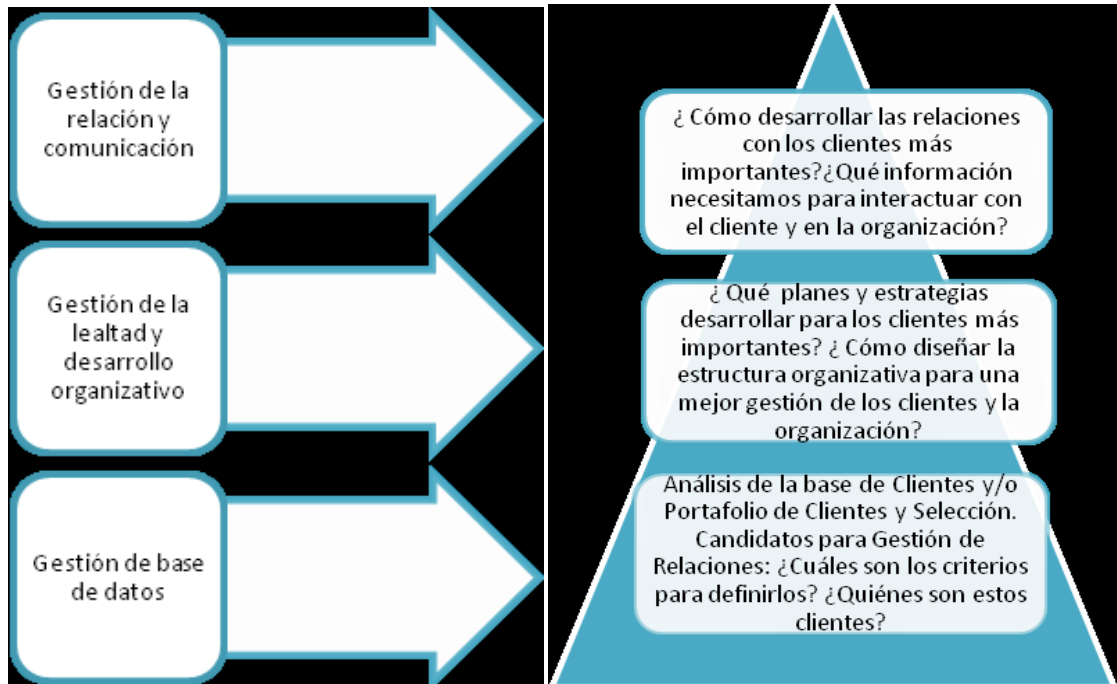 Gestión de la
relación y
comunicación
¿ Cómo desarrollar las relaciones
con los clientes más
importantes?¿Qué información
necesitamos para interactuar con
el cliente y en la organización?
Gestión de la
lealtad y
desarrollo
organizativo
¿ Qué planes y estrategias
desarrollar para los clientes más
importantes? ¿ Cómo diseñar la
estructura organizativa para una
mejor gestión de los clientes y la
organización?
Gestión de base
de datos
Análisis de la base de Clientes y/o
Portafolio de Clientes y Selección.
Candidatos para Gestión de
Relaciones: ¿Cuáles son los criterios
para definirlos? ¿Quiénes son estos
clientes?